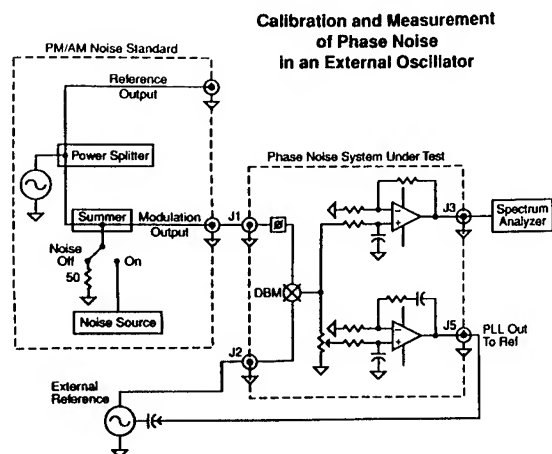 Calibration and Measurement
of Phase Noise
in an External Oscillator
PM/AM Noise Standard
Reference
Output
Power Splitter
Summer
Modulation
Output
Noise
Off
50
On
Noise Source
Phase Noise System Under Test
J1
DBM
J2
J3
Spectrum
Analyzer
J5
PLL Out
To Ref
External
Reference